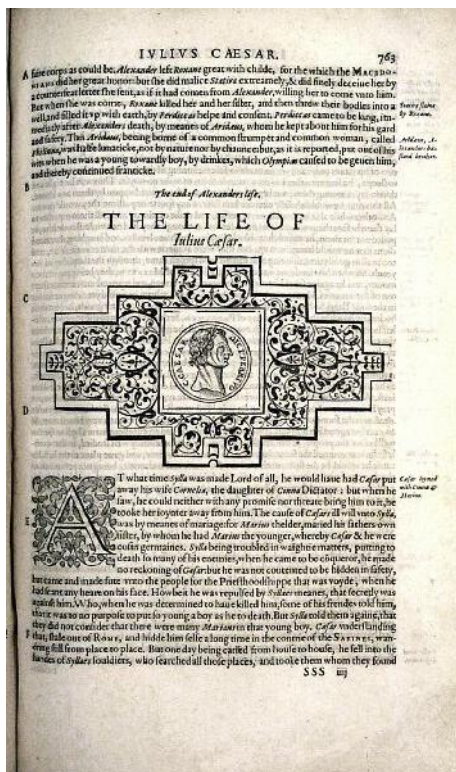 IVLIVS CÆSAR. 763
A faire corps as could be. Alexander left Roxane great with childe, for the which the MACEDO-
NIANS did her great honor: but she did malice Statira extreamely, & did finely deceiue her by
a counterfeat letter she sent, as if it had comen from Alexander, willing her to come vnto him.
But when she was come, Roxane killed her and her sister, and then threw their bodies into a
well, and filled it vp with earth, by Perdiccas helpe and consent. Perdiccas came to be king, im-
mediatly after Alexanders death, by meanes of Aridæus, whom he kept about him for his gard
and safety. This Aridæus, being borne of a common strumpet and common woman, called
Philinna, was halfe lunaticke, not by nature nor by chaunce: but, as it is reported, put out of his
wits when he was a young towardly boy, by drinkes, which Olympias caused to be geuen him,
and thereby continued franticke.
Statira slaine
by Roxane.
Aridæus, A-
lexanders ba-
stard brother.
B
The end of Alexanders life.
THE LIFE OF
Iulius Cæsar.
C
D
AT what time Sylla was made Lord of all, he would haue had Cæsar put
away his wife Cornelia, the daughter of Cinna Dictator: but when he
saw, he could neither with any promise nor threate bring him to it, he
tooke her ioynter away from him. The cause of Cæsars ill will vnto Sylla,
was by meanes of mariage: for Marius thelder, maried his fathers own
sister, by whom he had Marius the younger, whereby Cæsar & he were
cosin germaines. Sylla being troubled in waightie matters, putting to
death so many of his enemies, when he came to be cõqueror, he made
no reckoning of Cæsar: but he was not contented to be hidden in safety,
but came and made sute vnto the people for the Priesthoodshippe that was voyde, when he
had scant any heare on his face. Howbeit he was repulsed by Syllaes meanes, that secretly was
against him. Who, when he was determined to haue killed him, some of his frendes told him,
that it was to no purpose to put so young a boy as he to death. But Sylla told them againe, that
they did not consider that there were many Marians in that young boy. Cæsar vnderstanding
that, stale out of ROME, and hidde him selfe a long time in the contrie of the SABINES, wan-
dring still from place to place. But one day being caried from house to house, he fell into the
handes of Syllaes souldiers, who searched all those places, and tooke them whom they found
Cæsar ioyned
with Cinna &
Marius.
E
F
SSS iiij